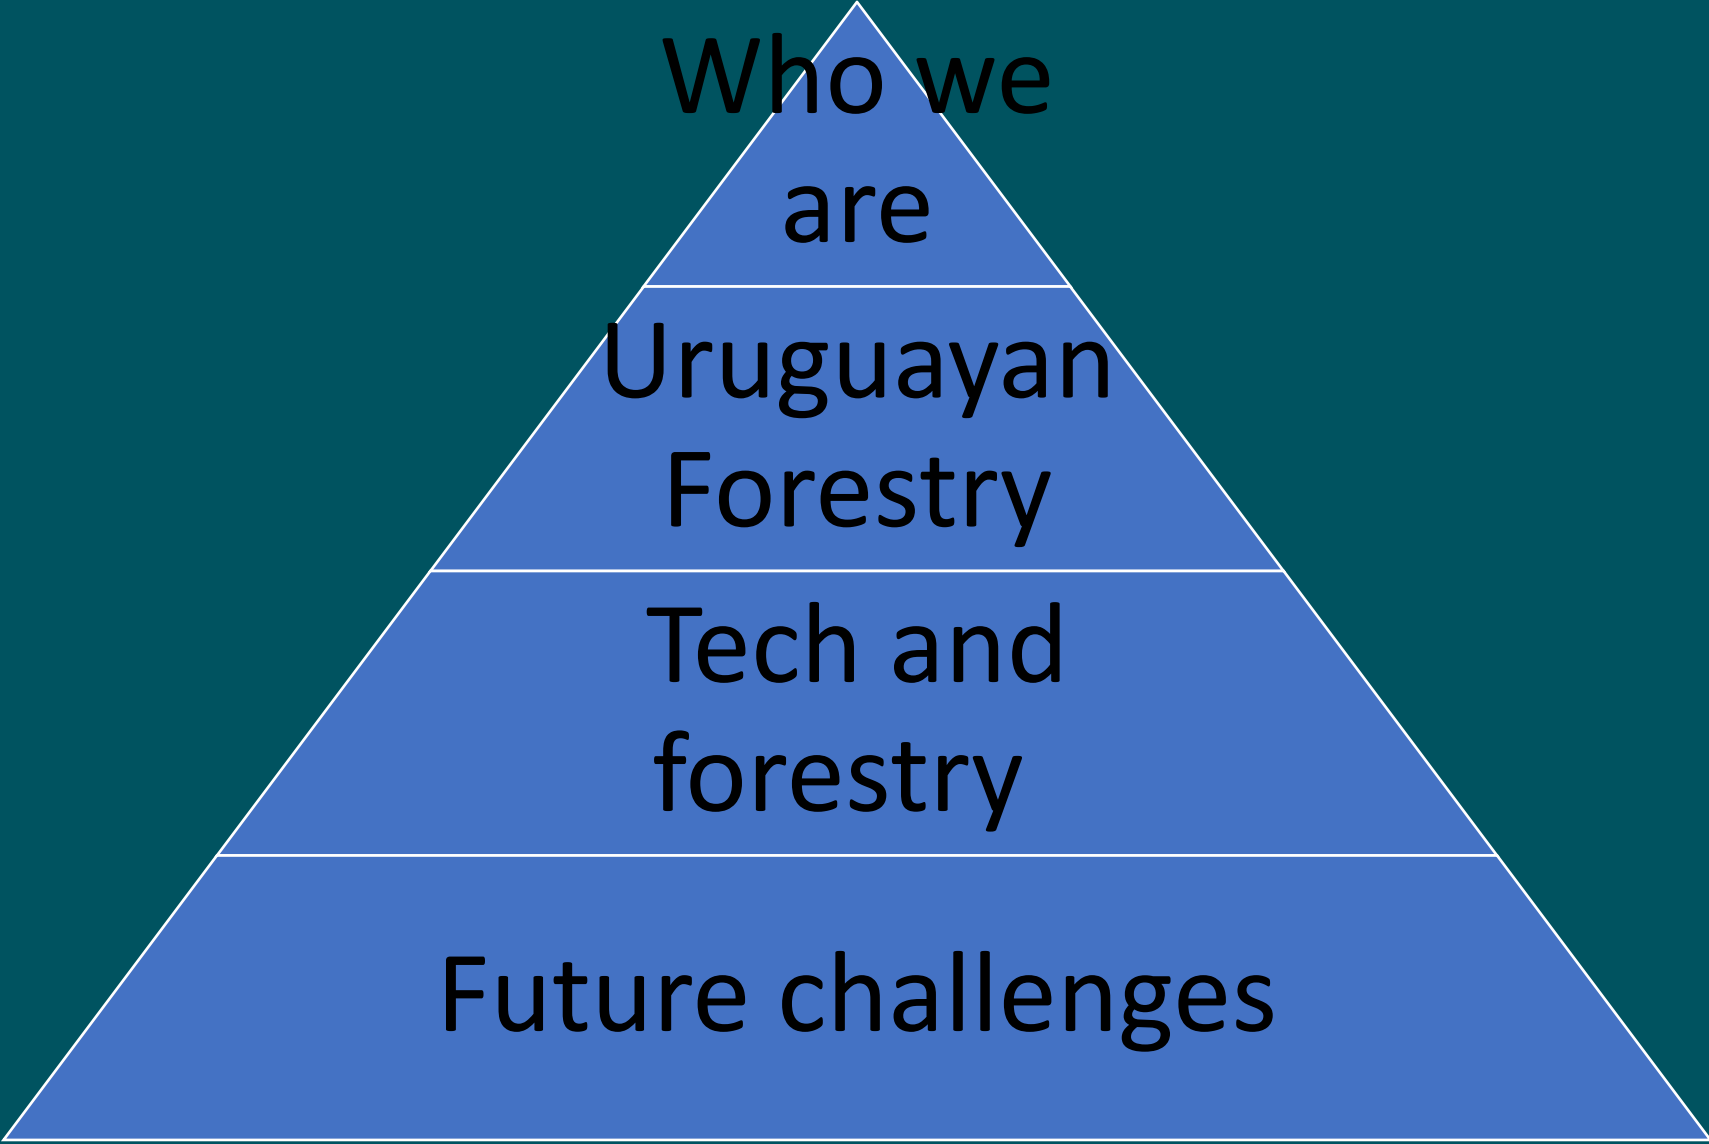 Who we
are
Uruguayan
Forestry
Tech and
forestry
Future challenges